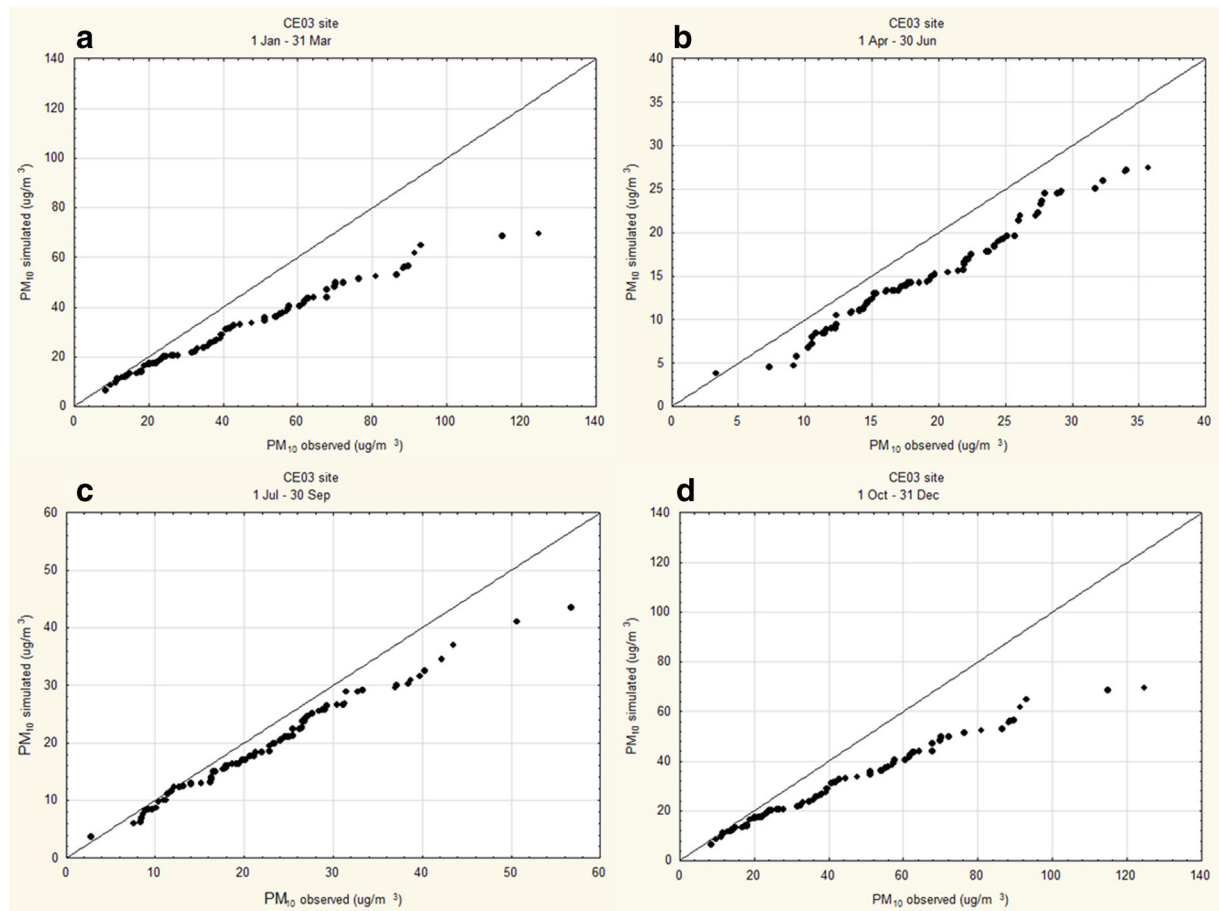 a
CE03 site
1 Jan - 31 Mar
140
120
100
80
60
40
20
0
0 20 40 60 80 100 120 140
PM10 simulated (ug/m 3)
PM10 observed (ug/m 3)
b
CE03 site
1 Apr - 30 Jun
40
35
30
25
20
15
10
5
0
0 5 10 15 20 25 30 35 40
PM10 simulated (ug/m 3)
PM10 observed (ug/m 3)
c
CE03 site
1 Jul - 30 Sep
60
50
40
30
20
10
0
0 10 20 30 40 50 60
PM10 simulated (ug/m 3)
PM10 observed (ug/m 3)
d
CE03 site
1 Oct - 31 Dec
140
120
100
80
60
40
20
0
0 20 40 60 80 100 120 140
PM10 simulated (ug/m 3)
PM10 observed (ug/m 3)